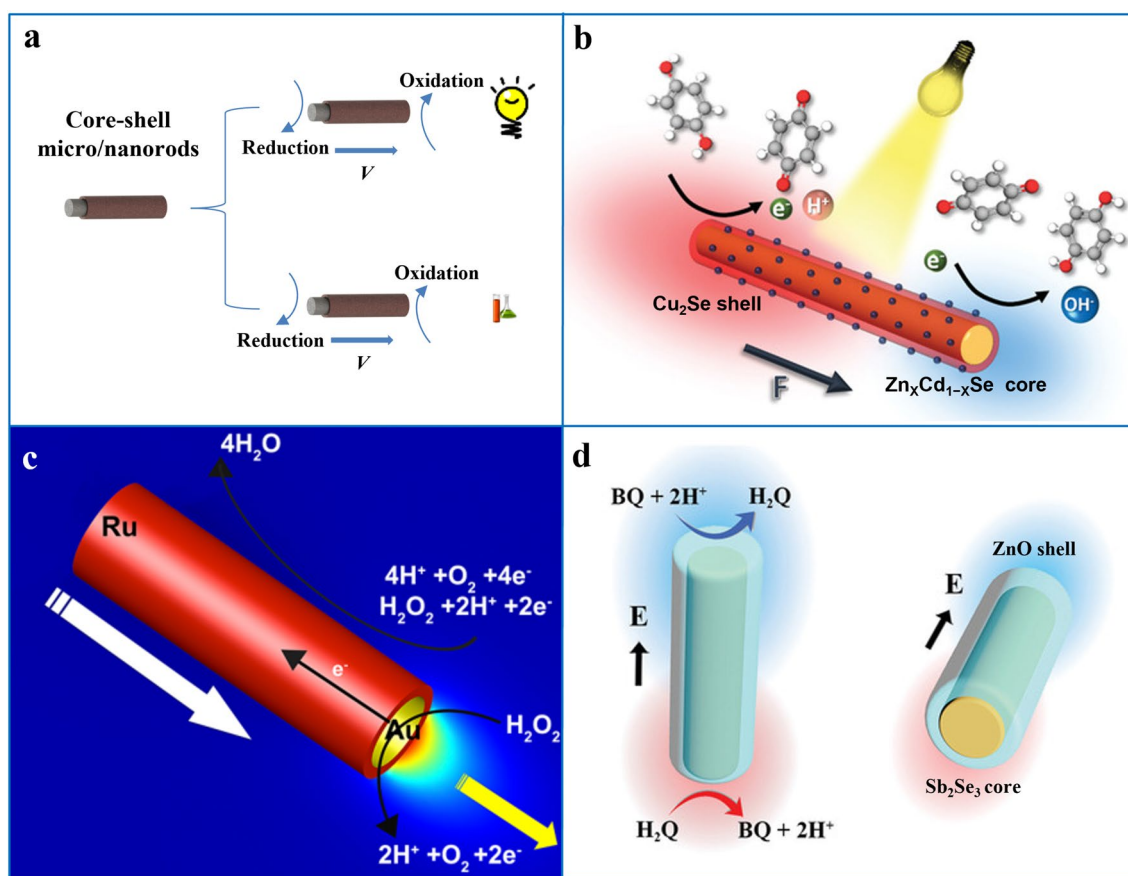 a
Core-shell
micro/nanorods
Oxidation
Reduction
V
Oxidation
Reduction
V
b
e⁻
H⁺
e⁻
OH⁻
Cu₂Se shell
ZnₓCd₁₋ₓSe core
F
c
4H₂O
Ru
4H⁺ +O₂ +4e⁻
H₂O₂ +2H⁺ +2e⁻
e⁻
Au
H₂O₂
2H⁺ +O₂ +2e⁻
d
BQ + 2H⁺
H₂Q
E
H₂Q
BQ + 2H⁺
ZnO shell
E
Sb₂Se₃ core